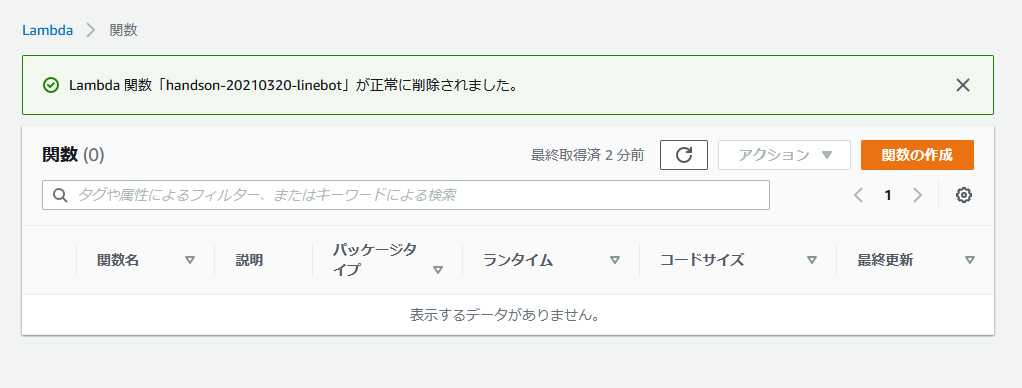 Lambda 関数
Lambda 関数「handson-20210320-linebot」が正常に削除されました。
関数 (0)
最終取得済 2 分前
アクション
関数の作成
タグや属性によるフィルター、またはキーワードによる検索
1
関数名
説明
パッケージタ
イプ
ランタイム
コードサイズ
最終更新
表示するデータがありません。